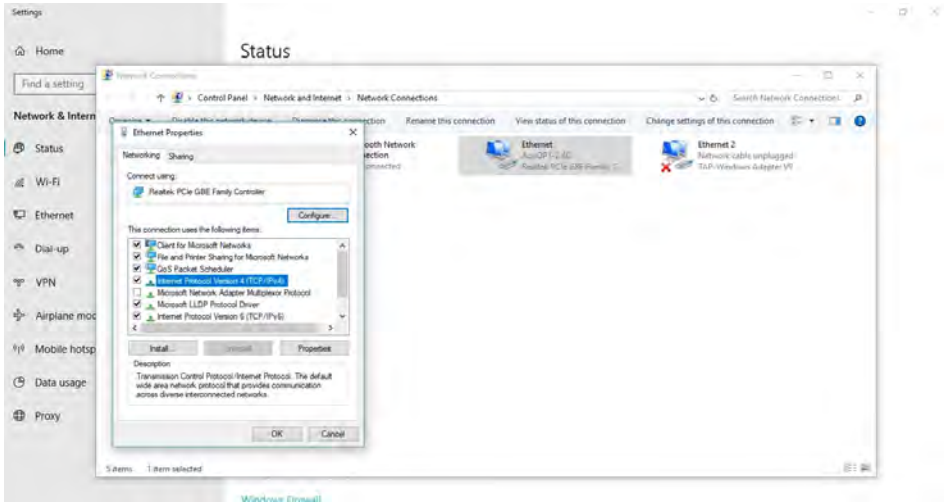 Settings
Home
Status
Find a setting
Network & Intern
Status
Wi-Fi
Ethernet
Dial-up
VPN
Airplane mod
Mobile hotsp
Data usage
Proxy
Network Connections
Control Panel > Network and Internet > Network Connections
Search Network Connections
Organize
Rename this connection
View status of this connection
Change settings of this connection
ooth Network
ection
onnected
Ethernet
Realtek PCIe GBE Family C...
Ethernet 2
Network cable unplugged
TAP-Windows Adapter V9
Ethernet Properties
Networking
Sharing
Connect using:
Realtek PCIe GBE Family Controller
Configure...
This connection uses the following items:
Client for Microsoft Networks
File and Printer Sharing for Microsoft Networks
QoS Packet Scheduler
Internet Protocol Version 4 (TCP/IPv4)
Microsoft Network Adapter Multiplexor Protocol
Microsoft LLDP Protocol Driver
Internet Protocol Version 6 (TCP/IPv6)
Install...
Uninstall
Properties
Description
Transmission Control Protocol/Internet Protocol. The default
wide area network protocol that provides communication
across diverse interconnected networks.
OK
Cancel
5 items
1 item selected
Windows Firewall